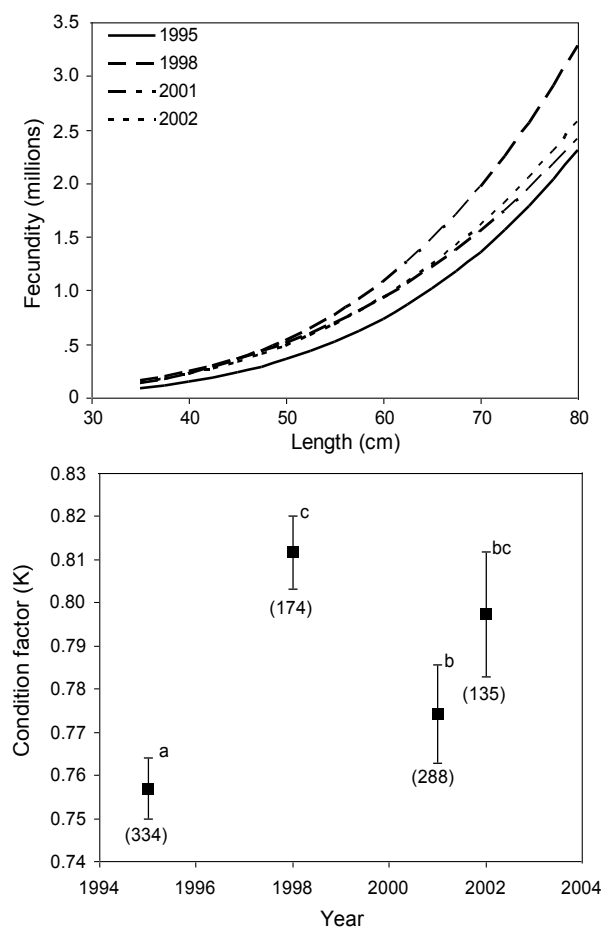 3.5
1995
3.0
1998
2001
2.5
2002
2.0
1.5
1.0
.5
0
30 40 50 60 70 80
Length (cm)
Fecundity (millions)
0.83
0.82
0.81
0.80
0.79
0.78
0.77
0.76
0.75
0.74
c
bc
(174)
b
(135)
a
(288)
(334)
1994 1996 1998 2000 2002 2004
Year
Condition factor (K)